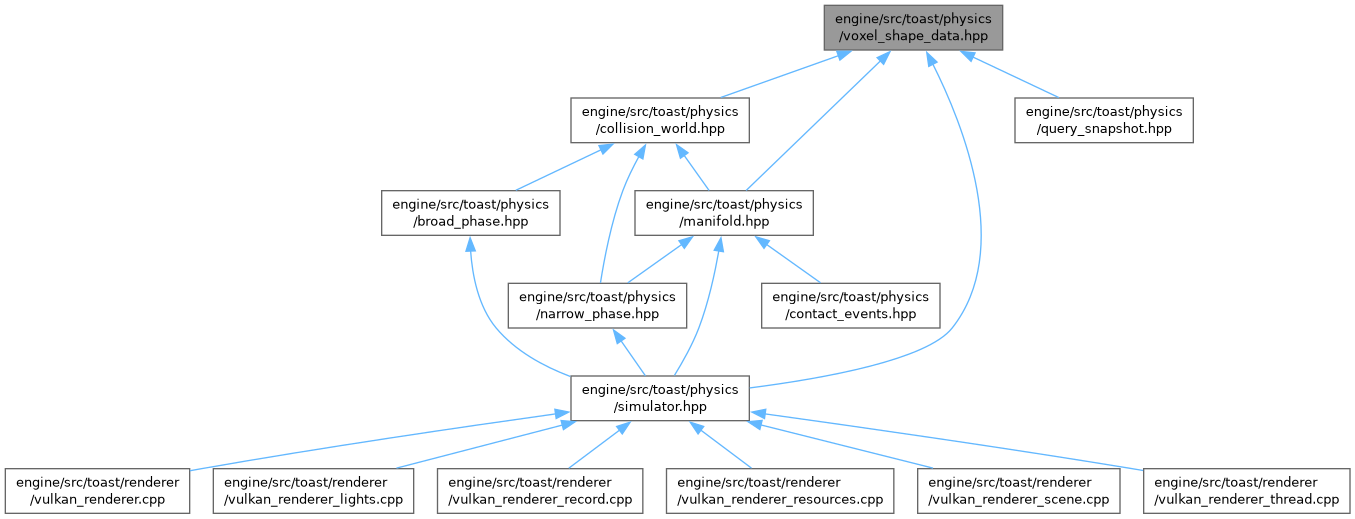 engine/src/toast/physics
/voxel_shape_data.hpp
engine/src/toast/physics
/collision_world.hpp
engine/src/toast/physics
/query_snapshot.hpp
engine/src/toast/physics
/broad_phase.hpp
engine/src/toast/physics
/manifold.hpp
engine/src/toast/physics
/narrow_phase.hpp
engine/src/toast/physics
/contact_events.hpp
engine/src/toast/physics
/simulator.hpp
engine/src/toast/renderer
/vulkan_renderer.cpp
engine/src/toast/renderer
/vulkan_renderer_lights.cpp
engine/src/toast/renderer
/vulkan_renderer_record.cpp
engine/src/toast/renderer
/vulkan_renderer_resources.cpp
engine/src/toast/renderer
/vulkan_renderer_scene.cpp
engine/src/toast/renderer
/vulkan_renderer_thread.cpp